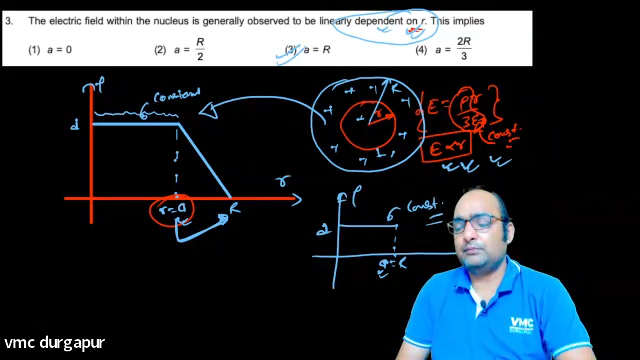 3. The electric field within the nucleus is generally observed to be linearly dependent on r. This implies
(1) a = 0 (2) a = R/2 (3) a = R (4) a = 2R/3
ρ
constant
d
r
r = a
R
R
r
E = ρr/3ε₀
const
E ∝ r
ρ
const.
d
a = R
VMC
DURGAPUR
vmc durgapur